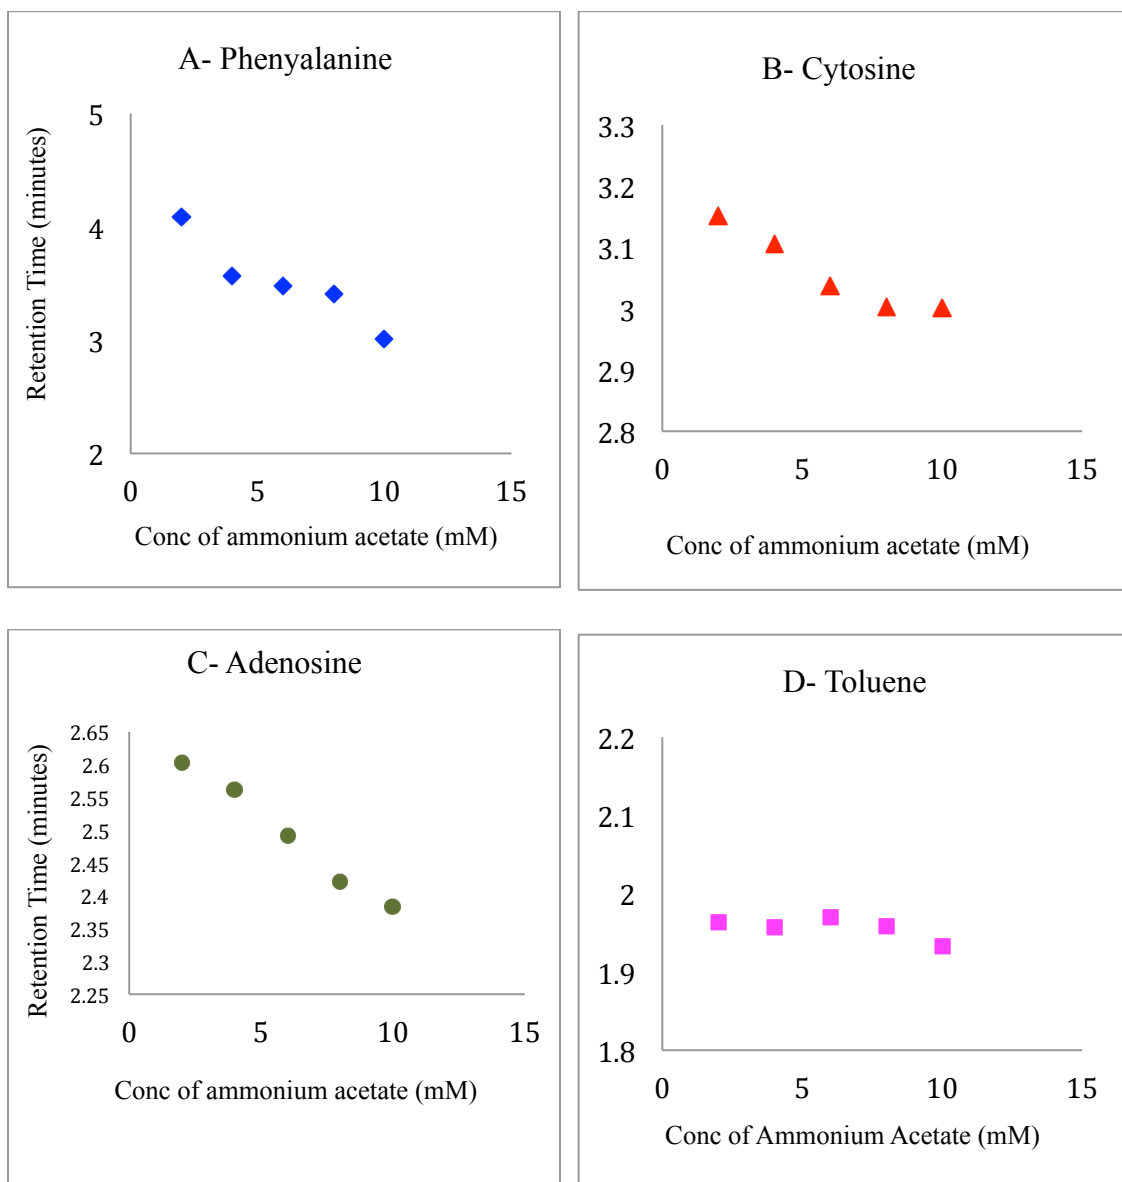 A- Phenyalanine
Retention Time (minutes)
5
4
3
2
0 5 10 15
Conc of ammonium acetate (mM)
B- Cytosine
3.3
3.2
3.1
3
2.9
2.8
0 5 10 15
Conc of ammonium acetate (mM)
C- Adenosine
Retention Time (minutes)
2.65
2.6
2.55
2.5
2.45
2.4
2.35
2.3
2.25
0 5 10 15
Conc of ammonium acetate (mM)
D- Toluene
2.2
2.1
2
1.9
1.8
0 5 10 15
Conc of Ammonium Acetate (mM)